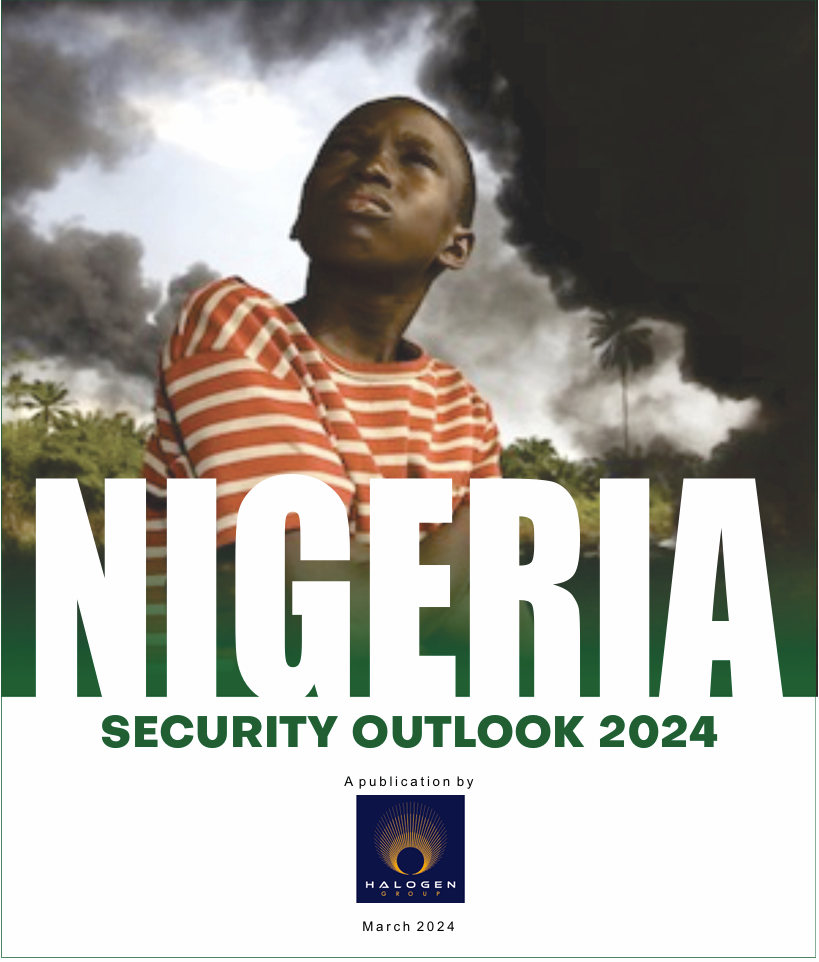 NIGERIA
SECURITY OUTLOOK 2024
A publication by
HALOGEN
GROUP
March 2024